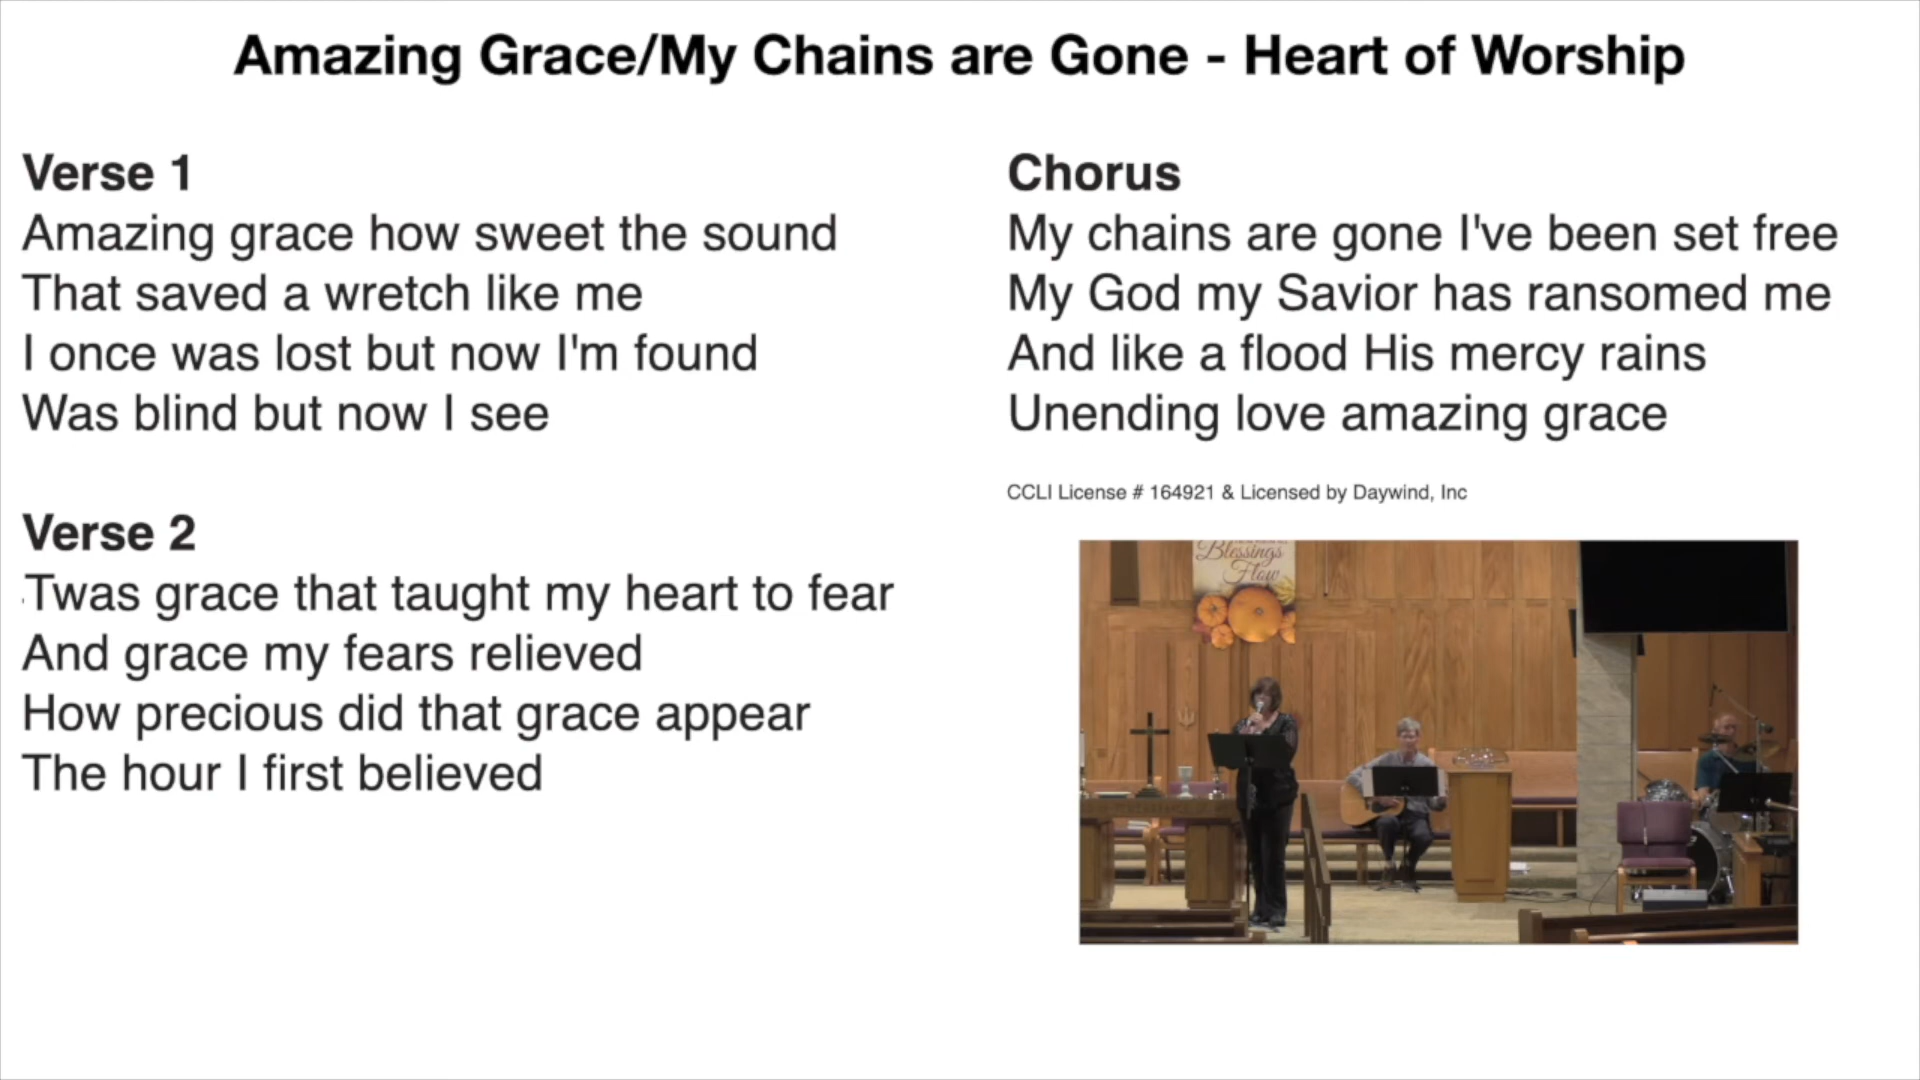 Amazing Grace/My Chains are Gone - Heart of Worship
Verse 1
Amazing grace how sweet the sound
That saved a wretch like me
I once was lost but now I'm found
Was blind but now I see
Verse 2
'Twas grace that taught my heart to fear
And grace my fears relieved
How precious did that grace appear
The hour I first believed
Chorus
My chains are gone I've been set free
My God my Savior has ransomed me
And like a flood His mercy rains
Unending love amazing grace
CCLI License # 164921 & Licensed by Daywind, Inc
Blessings
Flow